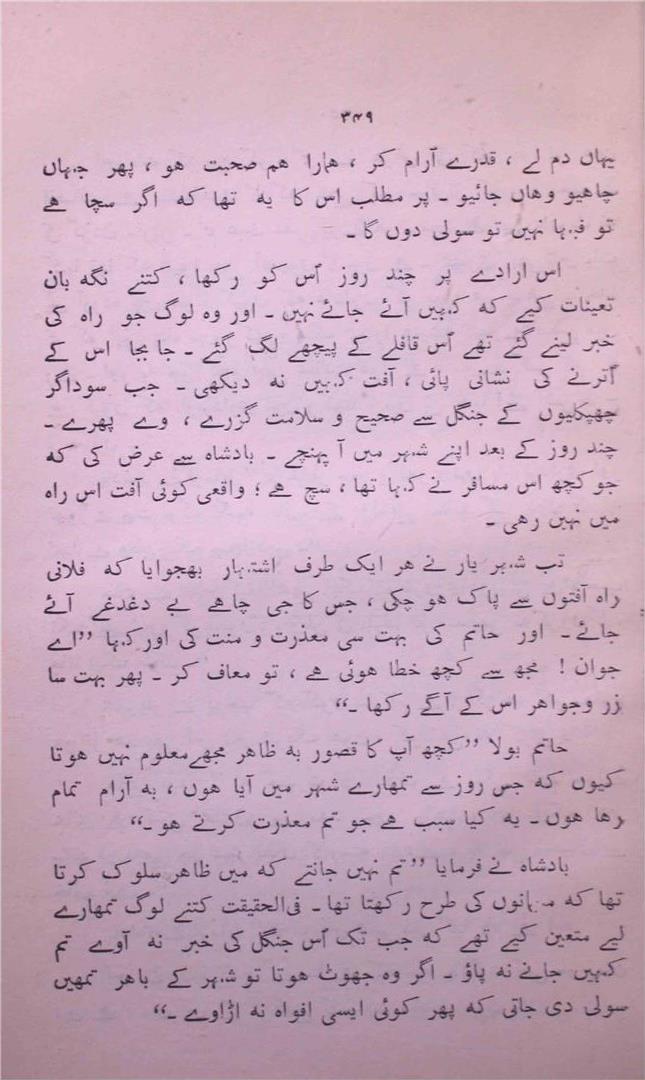 ۳۴۹
یہاں دم لے ، قدرے آرام کر ، ہمارا ہم صحبت ہو ، پھر جہاں
چاہیو وہاں جائیو ۔ پر مطلب اس کا یہ تھا کہ اگر سچا ہے
تو فبہا نہیں تو سولی دوں گا ۔
اس ارادے پر چند روز اُس کو رکھا ، کتنے نگہ بان
تعینات کیے کہ کہیں آئے جائے نہیں ۔ اور وہ لوگ جو راہ کی
خبر لینے گئے تھے اُس قافلے کے پیچھے لگ گئے ۔ جا بجا اس کے
اُترنے کی نشانی پائی ، آفت کہیں نہ دیکھی ۔ جب سوداگر
چھپکلیوں کے جنگل سے صحیح و سلامت گزرے ، وے پھرے ۔
چند روز کے بعد اپنے شہر میں آ پہنچے ۔ بادشاہ سے عرض کی کہ
جو کچھ اس مسافر نے کہا تھا ، سچ ہے ؛ واقعی کوئی آفت اس راہ
میں نہیں رہی ۔
تب شہر یار نے ہر ایک طرف اشتہار بھجوایا کہ فلانی
راہ آفتوں سے پاک ہو چکی ، جس کا جی چاہے بے دغدغے آئے
جائے ۔ اور حاتم کی بہت سی معذرت و منت کی اور کہا ”اے
جوان ! مجھ سے کچھ خطا ہوئی ہے ، تو معاف کر ۔ پھر بہت سا
زر و جواہر اس کے آگے رکھا ۔“
حاتم بولا ”کچھ آپ کا قصور بہ ظاہر مجھے معلوم نہیں ہوتا
کیوں کہ جس روز سے تمھارے شہر میں آیا ہوں ، بہ آرام تمام
رہا ہوں ۔ یہ کیا سبب ہے جو تم معذرت کرتے ہو ۔“
بادشاہ نے فرمایا ”تم نہیں جانتے کہ میں ظاہر سلوک کرتا
تھا کہ مہمانوں کی طرح رکھتا تھا ۔ فی الحقیقت کتنے لوگ تمھارے
لیے متعین کیے تھے کہ جب تک اُس جنگل کی خبر نہ آوے تم
کہیں جانے نہ پاؤ ۔ اگر وہ جھوٹ ہوتا تو شہر کے باہر تمھیں
سولی دی جاتی کہ پھر کوئی ایسی افواہ نہ اڑاوے ۔“